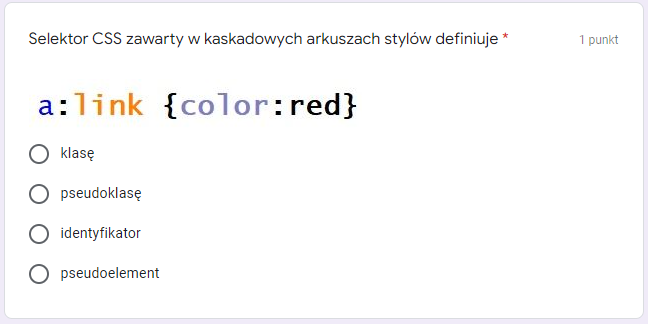 Selektor CSS zawarty w kaskadowych arkuszach stylów definiuje * 1 punkt
a:link {color:red}
klasę
pseudoklasę
identyfikator
pseudoelement